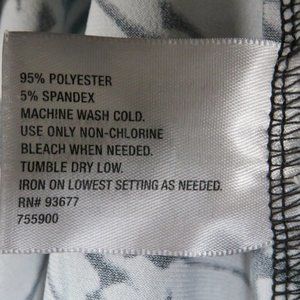 95% POLYESTER
5% SPANDEX
MACHINE WASH COLD.
USE ONLY NON-CHLORINE
BLEACH WHEN NEEDED.
TUMBLE DRY LOW.
IRON ON LOWEST SETTING AS NEEDED.
RN# 93677
755900